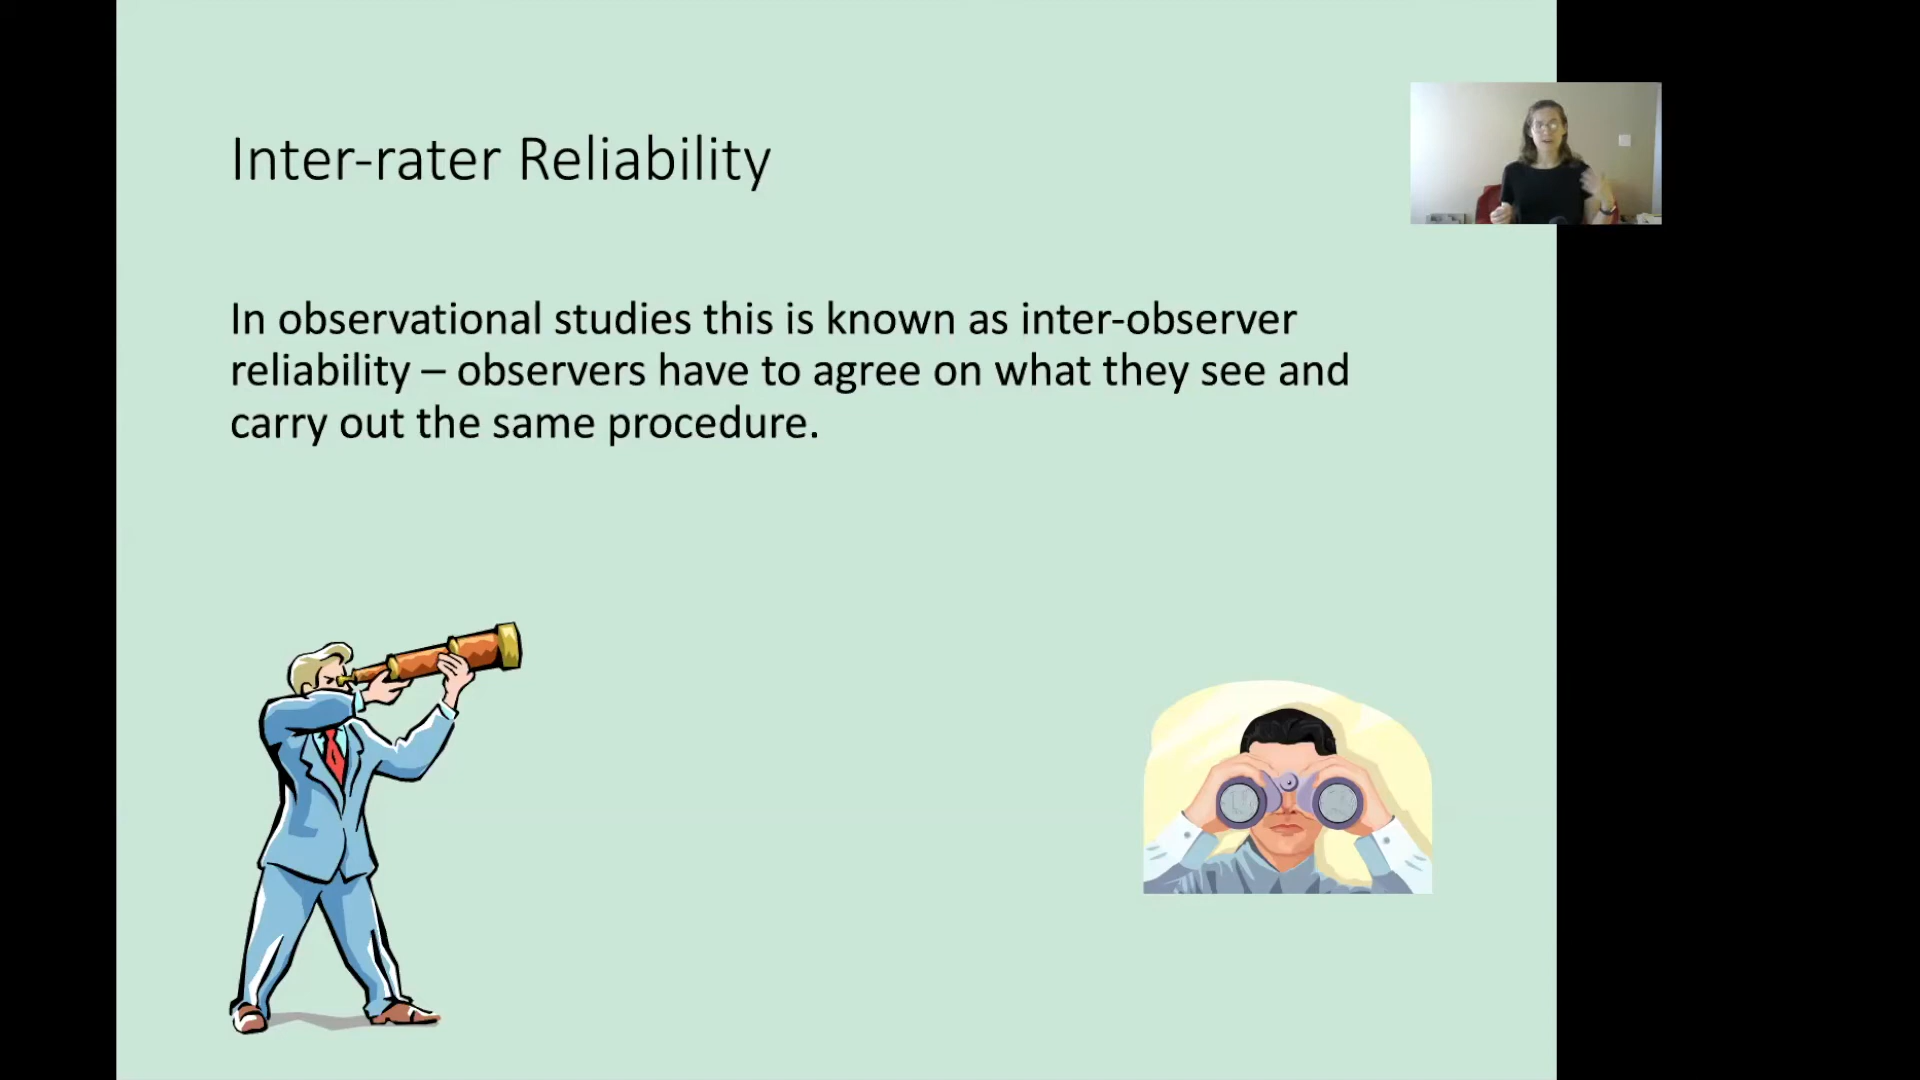 Inter-rater Reliability
In observational studies this is known as inter-observer
reliability – observers have to agree on what they see and
carry out the same procedure.